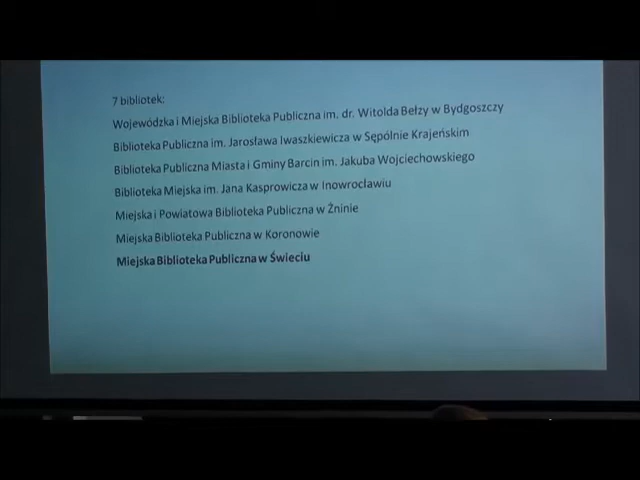 7 bibliotek:
Wojewódzka i Miejska Biblioteka Publiczna im. dr. Witolda Bełzy w Bydgoszczy
Biblioteka Publiczna im. Jarosława Iwaszkiewicza w Sępólnie Krajeńskim
Biblioteka Publiczna Miasta i Gminy Barcin im. Jakuba Wojciechowskiego
Biblioteka Miejska im. Jana Kasprowicza w Inowrocławiu
Miejska i Powiatowa Biblioteka Publiczna w Żninie
Miejska Biblioteka Publiczna w Koronowie
Miejska Biblioteka Publiczna w Świeciu